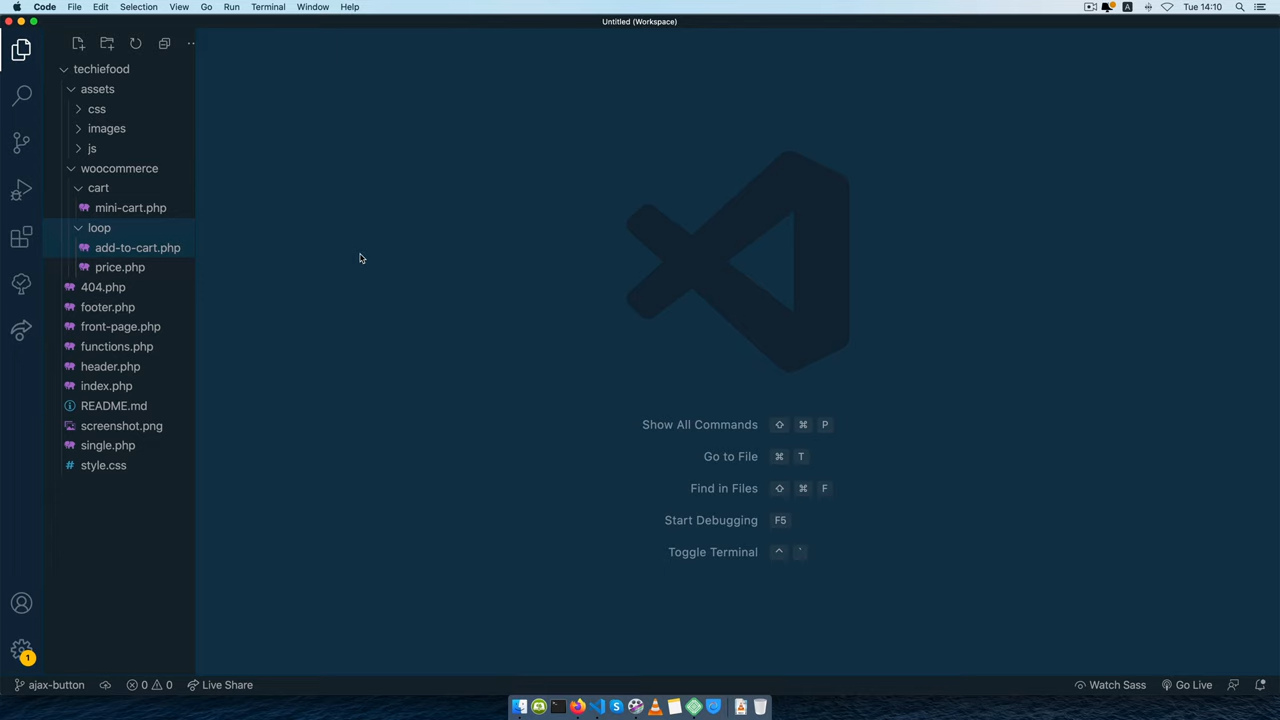 Code File Edit Selection View Go Run Terminal Window Help
A Tue 14:10
Untitled (Workspace)
techiefood
assets
css
images
js
woocommerce
cart
mini-cart.php
loop
add-to-cart.php
price.php
404.php
footer.php
front-page.php
functions.php
header.php
index.php
README.md
screenshot.png
single.php
# style.css
Show All Commands ⇧ ⌘ P
Go to File ⌘ T
Find in Files ⇧ ⌘ F
Start Debugging F5
Toggle Terminal ^ `
1
ajax-button 0 0 Live Share
Watch Sass Go Live